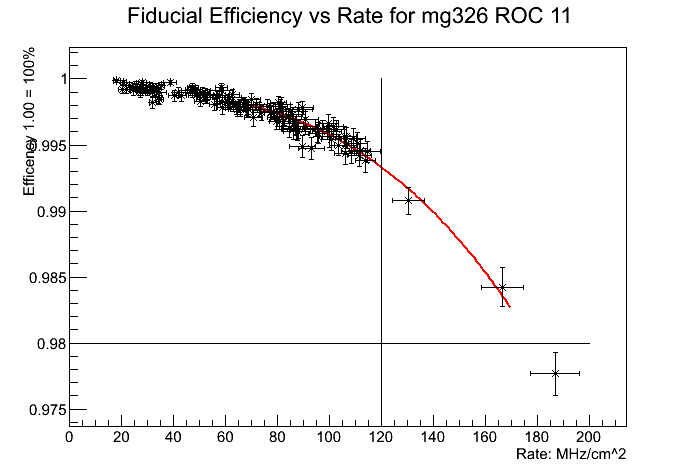 Fiducial Efficiency vs Rate for mg326 ROC 11
Efficency 1.00 = 100%
1
0.995
0.99
0.985
0.98
0.975
0 20 40 60 80 100 120 140 160 180 200
Rate: MHz/cm^2